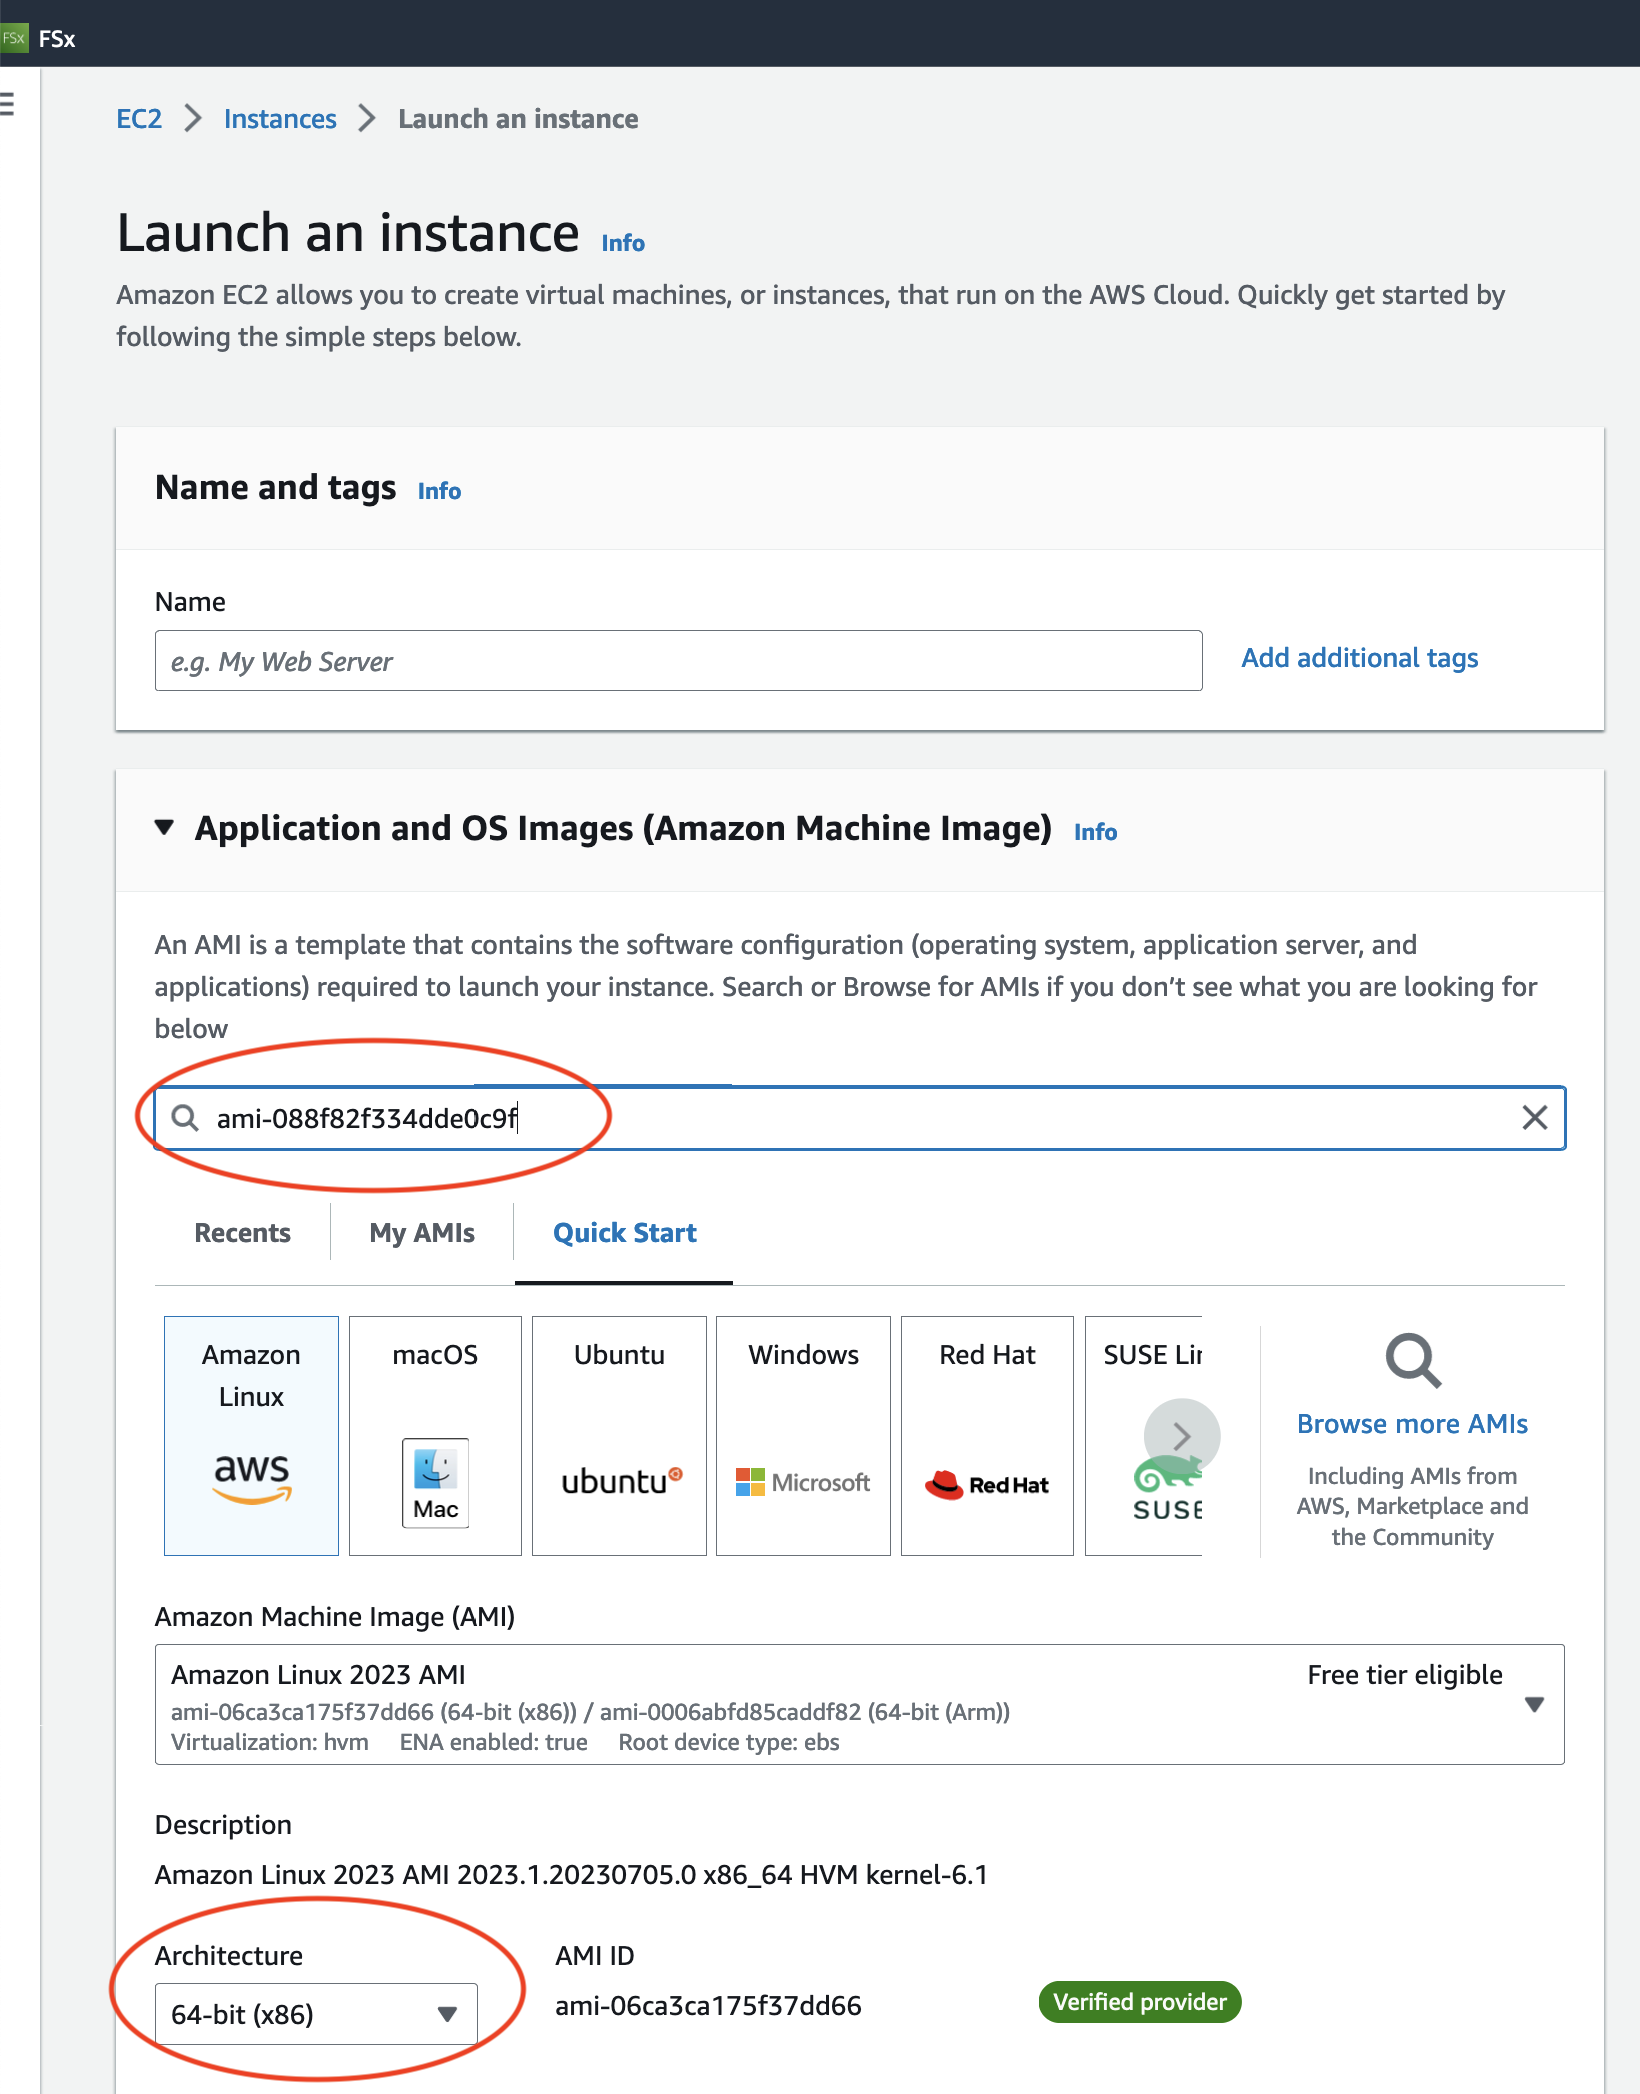 FSx FSx
EC2 Instances Launch an instance
Launch an instance Info
Amazon EC2 allows you to create virtual machines, or instances, that run on the AWS Cloud. Quickly get started by
following the simple steps below.
Name and tags Info
Name
e.g. My Web Server
Add additional tags
Application and OS Images (Amazon Machine Image) Info
An AMI is a template that contains the software configuration (operating system, application server, and
applications) required to launch your instance. Search or Browse for AMIs if you don’t see what you are looking for
below
ami-088f82f334dde0c9f
Recents My AMIs Quick Start
Amazon
Linux
aws
macOS
Mac
Ubuntu
ubuntu
Windows
Microsoft
Red Hat
Red Hat
SUSE Lin
SUSE
Browse more AMIs
Including AMIs from
AWS, Marketplace and
the Community
Amazon Machine Image (AMI)
Amazon Linux 2023 AMI Free tier eligible
ami-06ca3ca175f37dd66 (64-bit (x86)) / ami-0006abfd85caddf82 (64-bit (Arm))
Virtualization: hvm ENA enabled: true Root device type: ebs
Description
Amazon Linux 2023 AMI 2023.1.20230705.0 x86_64 HVM kernel-6.1
Architecture AMI ID
64-bit (x86) ami-06ca3ca175f37dd66 Verified provider